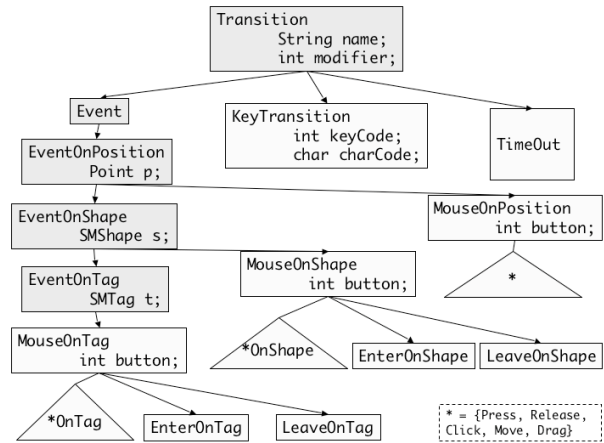 Transition
String name;
int modifier;
Event
KeyTransition
int keyCode;
char charCode;
TimeOut
EventOnPosition
Point p;
EventOnShape
SMShape s;
MouseOnPosition
int button;
EventOnTag
SMTag t;
MouseOnShape
int button;
*
MouseOnTag
int button;
*OnShape
EnterOnShape
LeaveOnShape
*OnTag
EnterOnTag
LeaveOnTag
* = {Press, Release,
Click, Move, Drag}